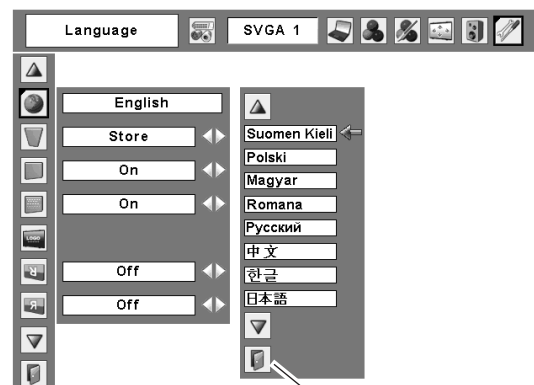 Language
SVGA 1
English
Store
On
On
LOGO
R
Off
R
Off
Suomen Kieli
Polski
Magyar
Romana
Русский
中文
한글
日本語